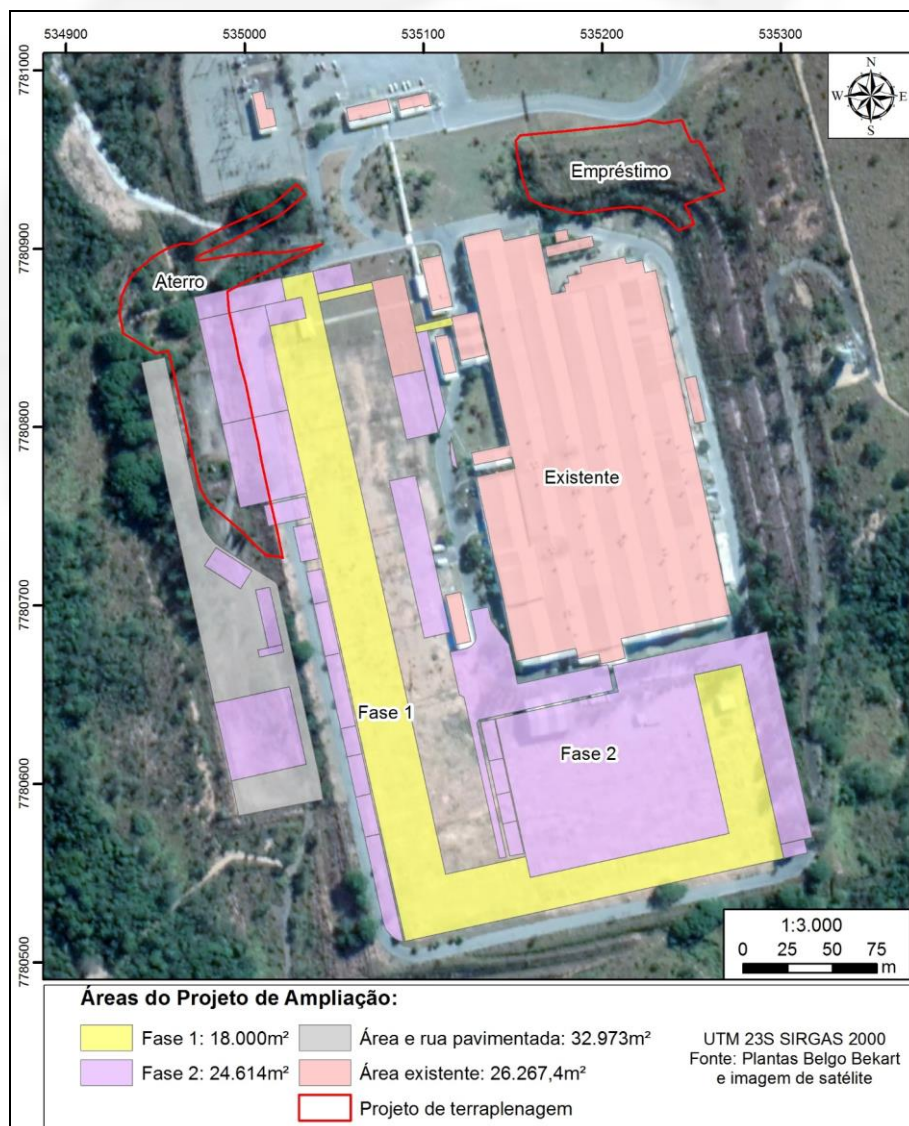 534900 535000 535100 535200 535300
7781000
7780900
7780800
7780700
7780600
7780500
N
W E
S
Empréstimo
Aterro
Existente
Fase 1
Fase 2
1:3.000
0 25 50 75
m
Áreas do Projeto de Ampliação:
Fase 1: 18.000m²
Fase 2: 24.614m²
Área e rua pavimentada: 32.973m²
Área existente: 26.267,4m²
Projeto de terraplenagem
UTM 23S SIRGAS 2000
Fonte: Plantas Belgo Bekart
e imagem de satélite